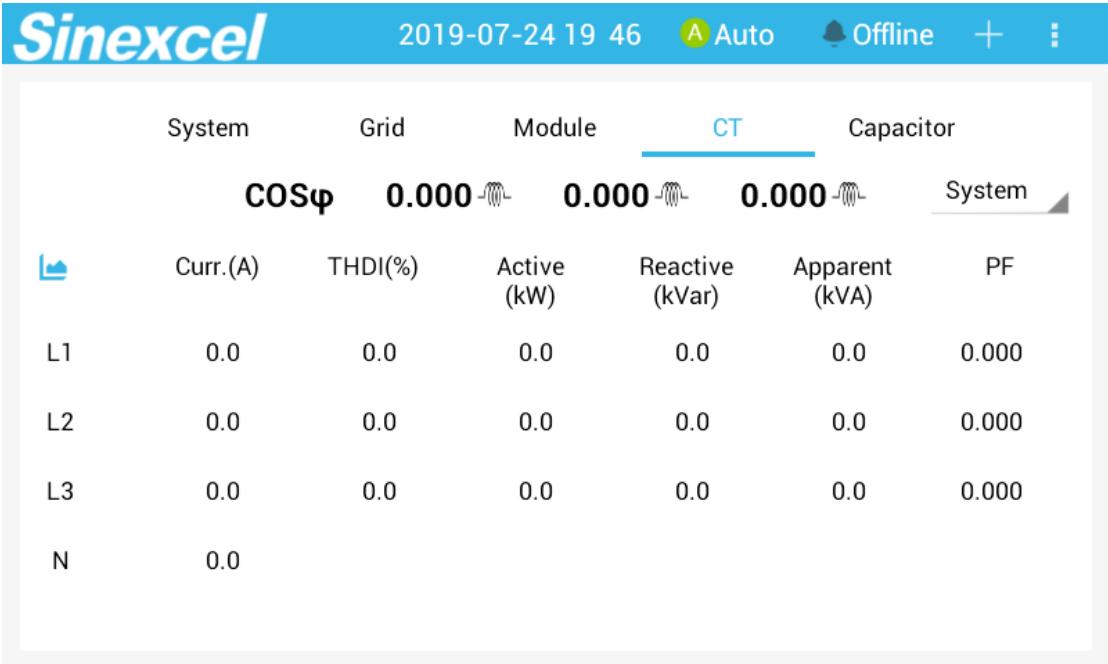 Sinexcel 2019-07-24 19 46 A Auto Offline
System Grid Module CT Capacitor
COSφ 0.000 0.000 0.000 System
Curr.(A) THDI(%) Active (kW) Reactive (kVar) Apparent (kVA) PF
L1 0.0 0.0 0.0 0.0 0.0 0.000
L2 0.0 0.0 0.0 0.0 0.0 0.000
L3 0.0 0.0 0.0 0.0 0.0 0.000
N 0.0